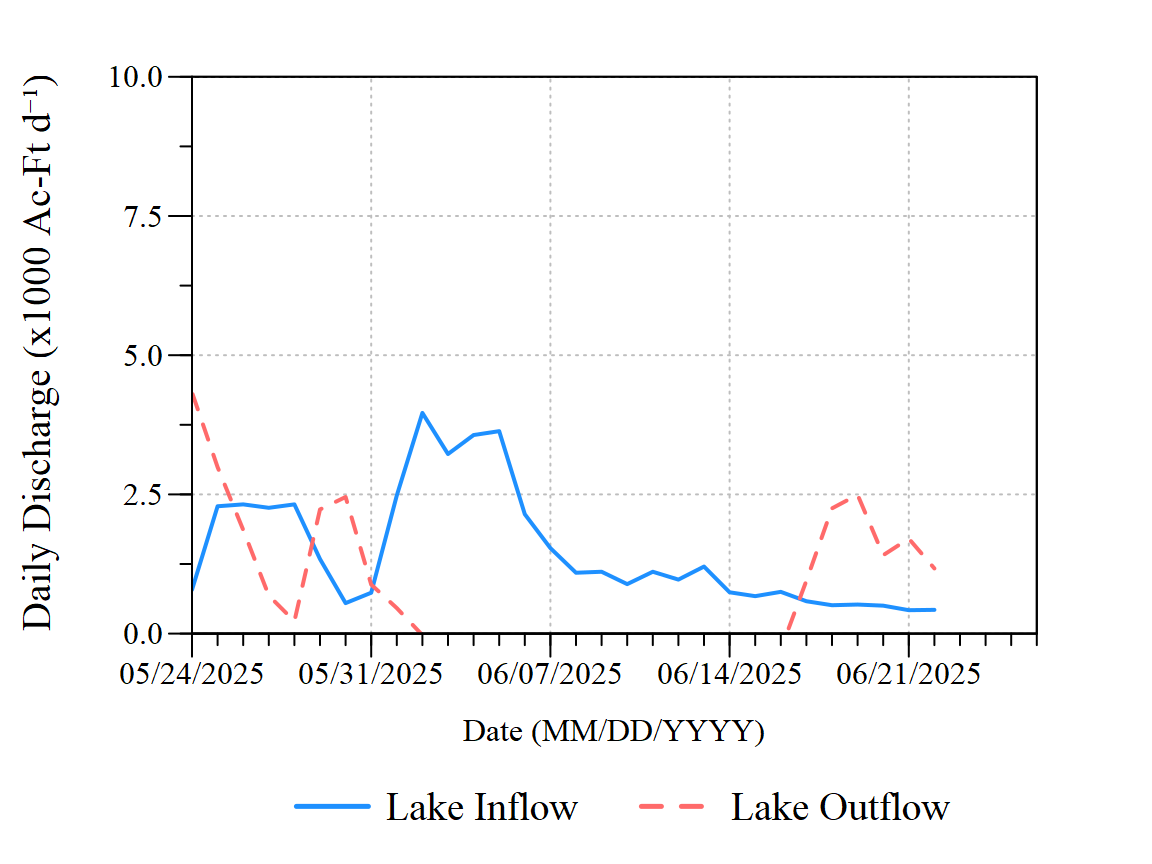 Daily Discharge (x1000 Ac-Ft d⁻¹)
10.0
7.5
5.0
2.5
0.0
05/24/2025 05/31/2025 06/07/2025 06/14/2025 06/21/2025
Date (MM/DD/YYYY)
Lake Inflow Lake Outflow